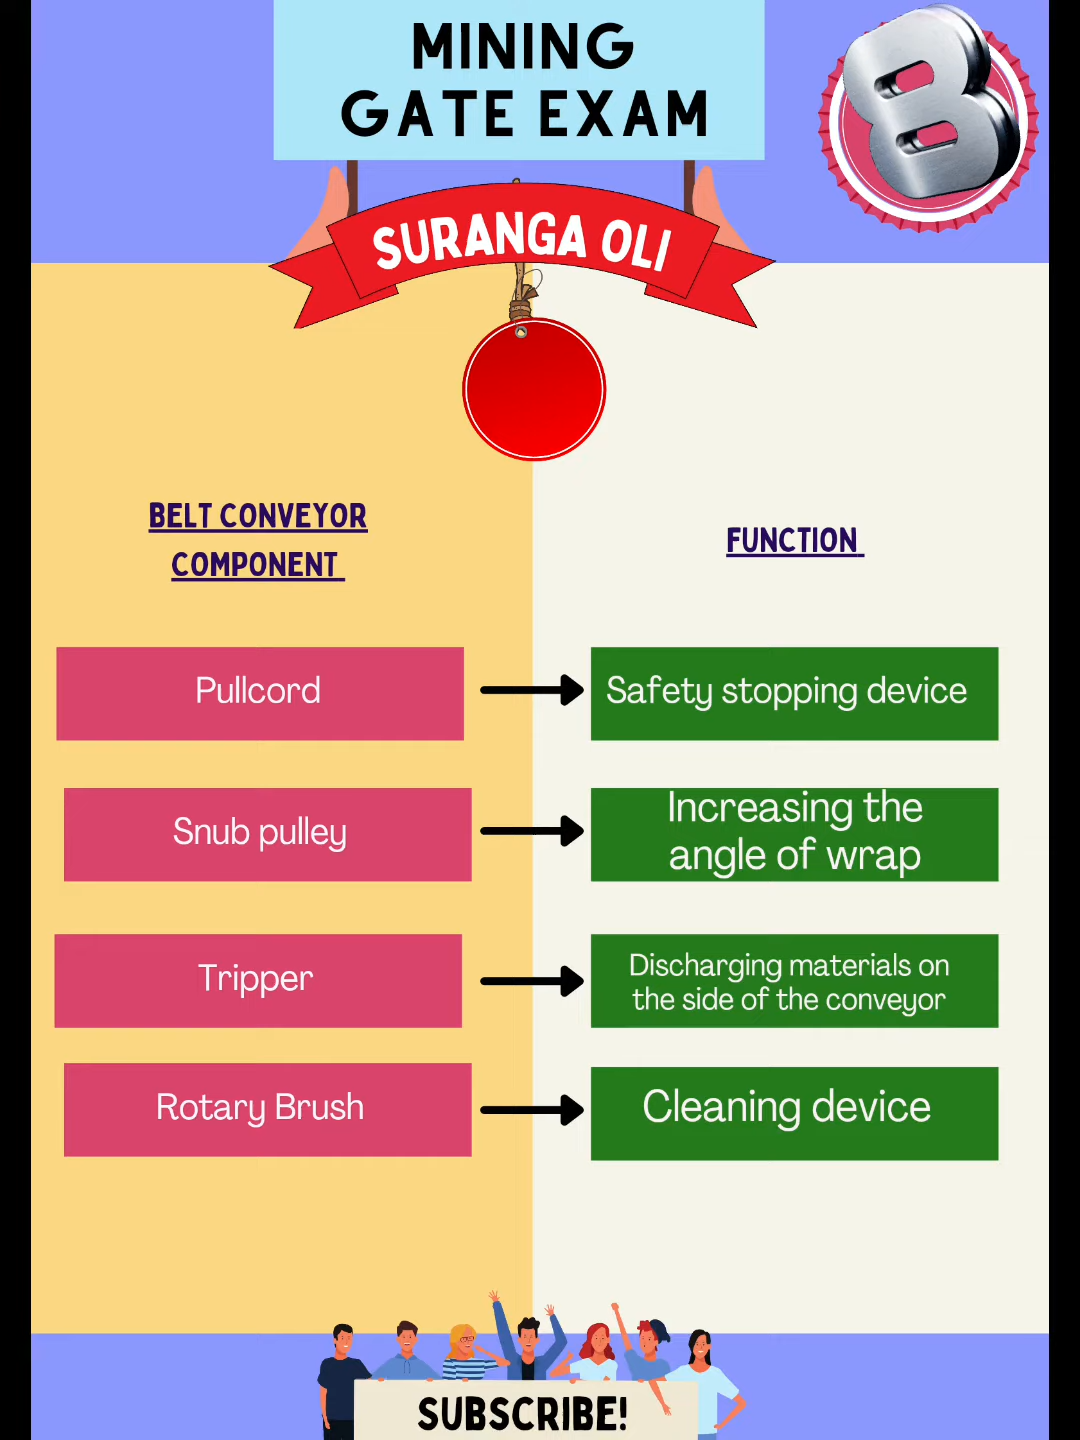 MINING
GATE EXAM
B
SURANGA OLI
BELT CONVEYOR
COMPONENT
FUNCTION
Pullcord
Safety stopping device
Snub pulley
Increasing the
angle of wrap
Tripper
Discharging materials on
the side of the conveyor
Rotary Brush
Cleaning device
SUBSCRIBE!